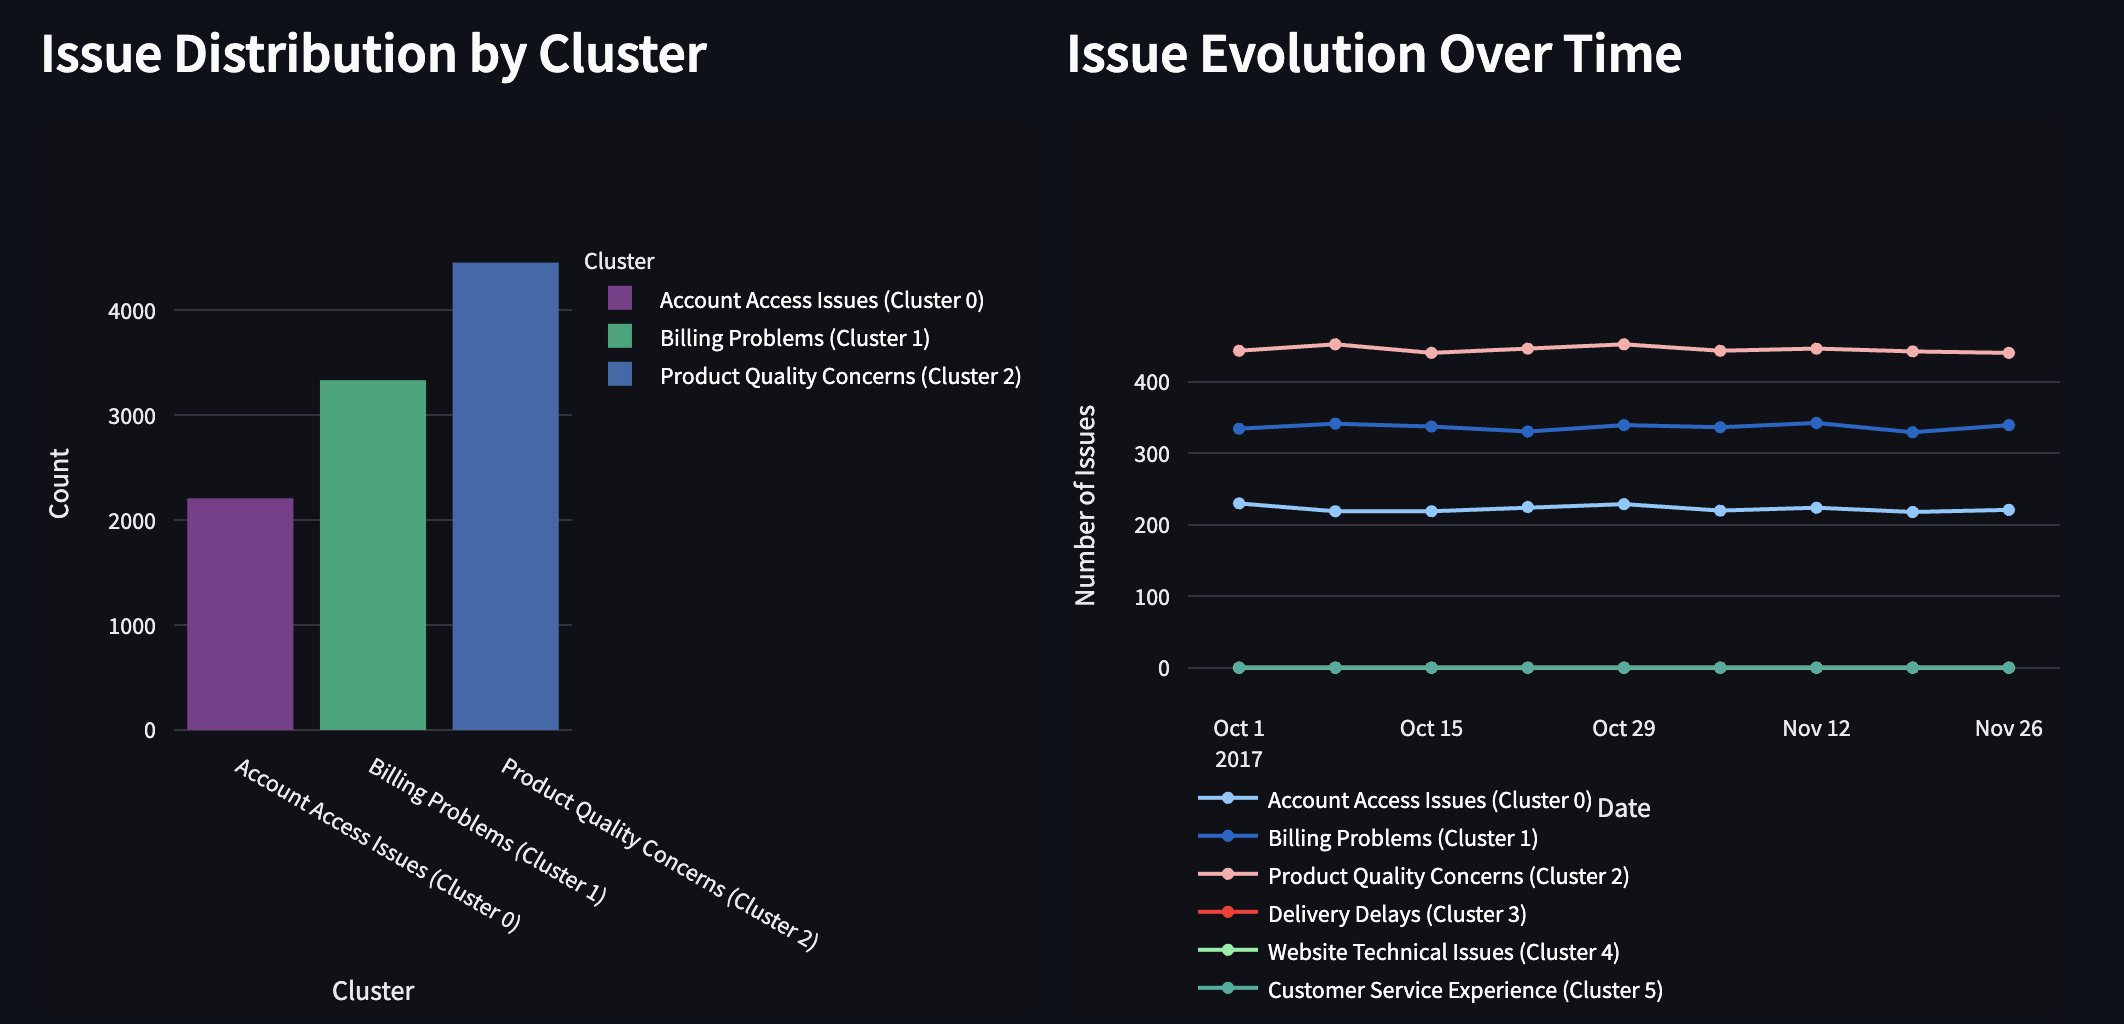 Issue Distribution by Cluster
Cluster
Account Access Issues (Cluster 0)
Billing Problems (Cluster 1)
Product Quality Concerns (Cluster 2)
4000
3000
2000
1000
0
Count
Account Access Issues (Cluster 0)
Billing Problems (Cluster 1)
Product Quality Concerns (Cluster 2)
Cluster
Issue Evolution Over Time
400
300
200
100
0
Number of Issues
Oct 1
2017
Oct 15
Oct 29
Nov 12
Nov 26
Date
Account Access Issues (Cluster 0)
Billing Problems (Cluster 1)
Product Quality Concerns (Cluster 2)
Delivery Delays (Cluster 3)
Website Technical Issues (Cluster 4)
Customer Service Experience (Cluster 5)